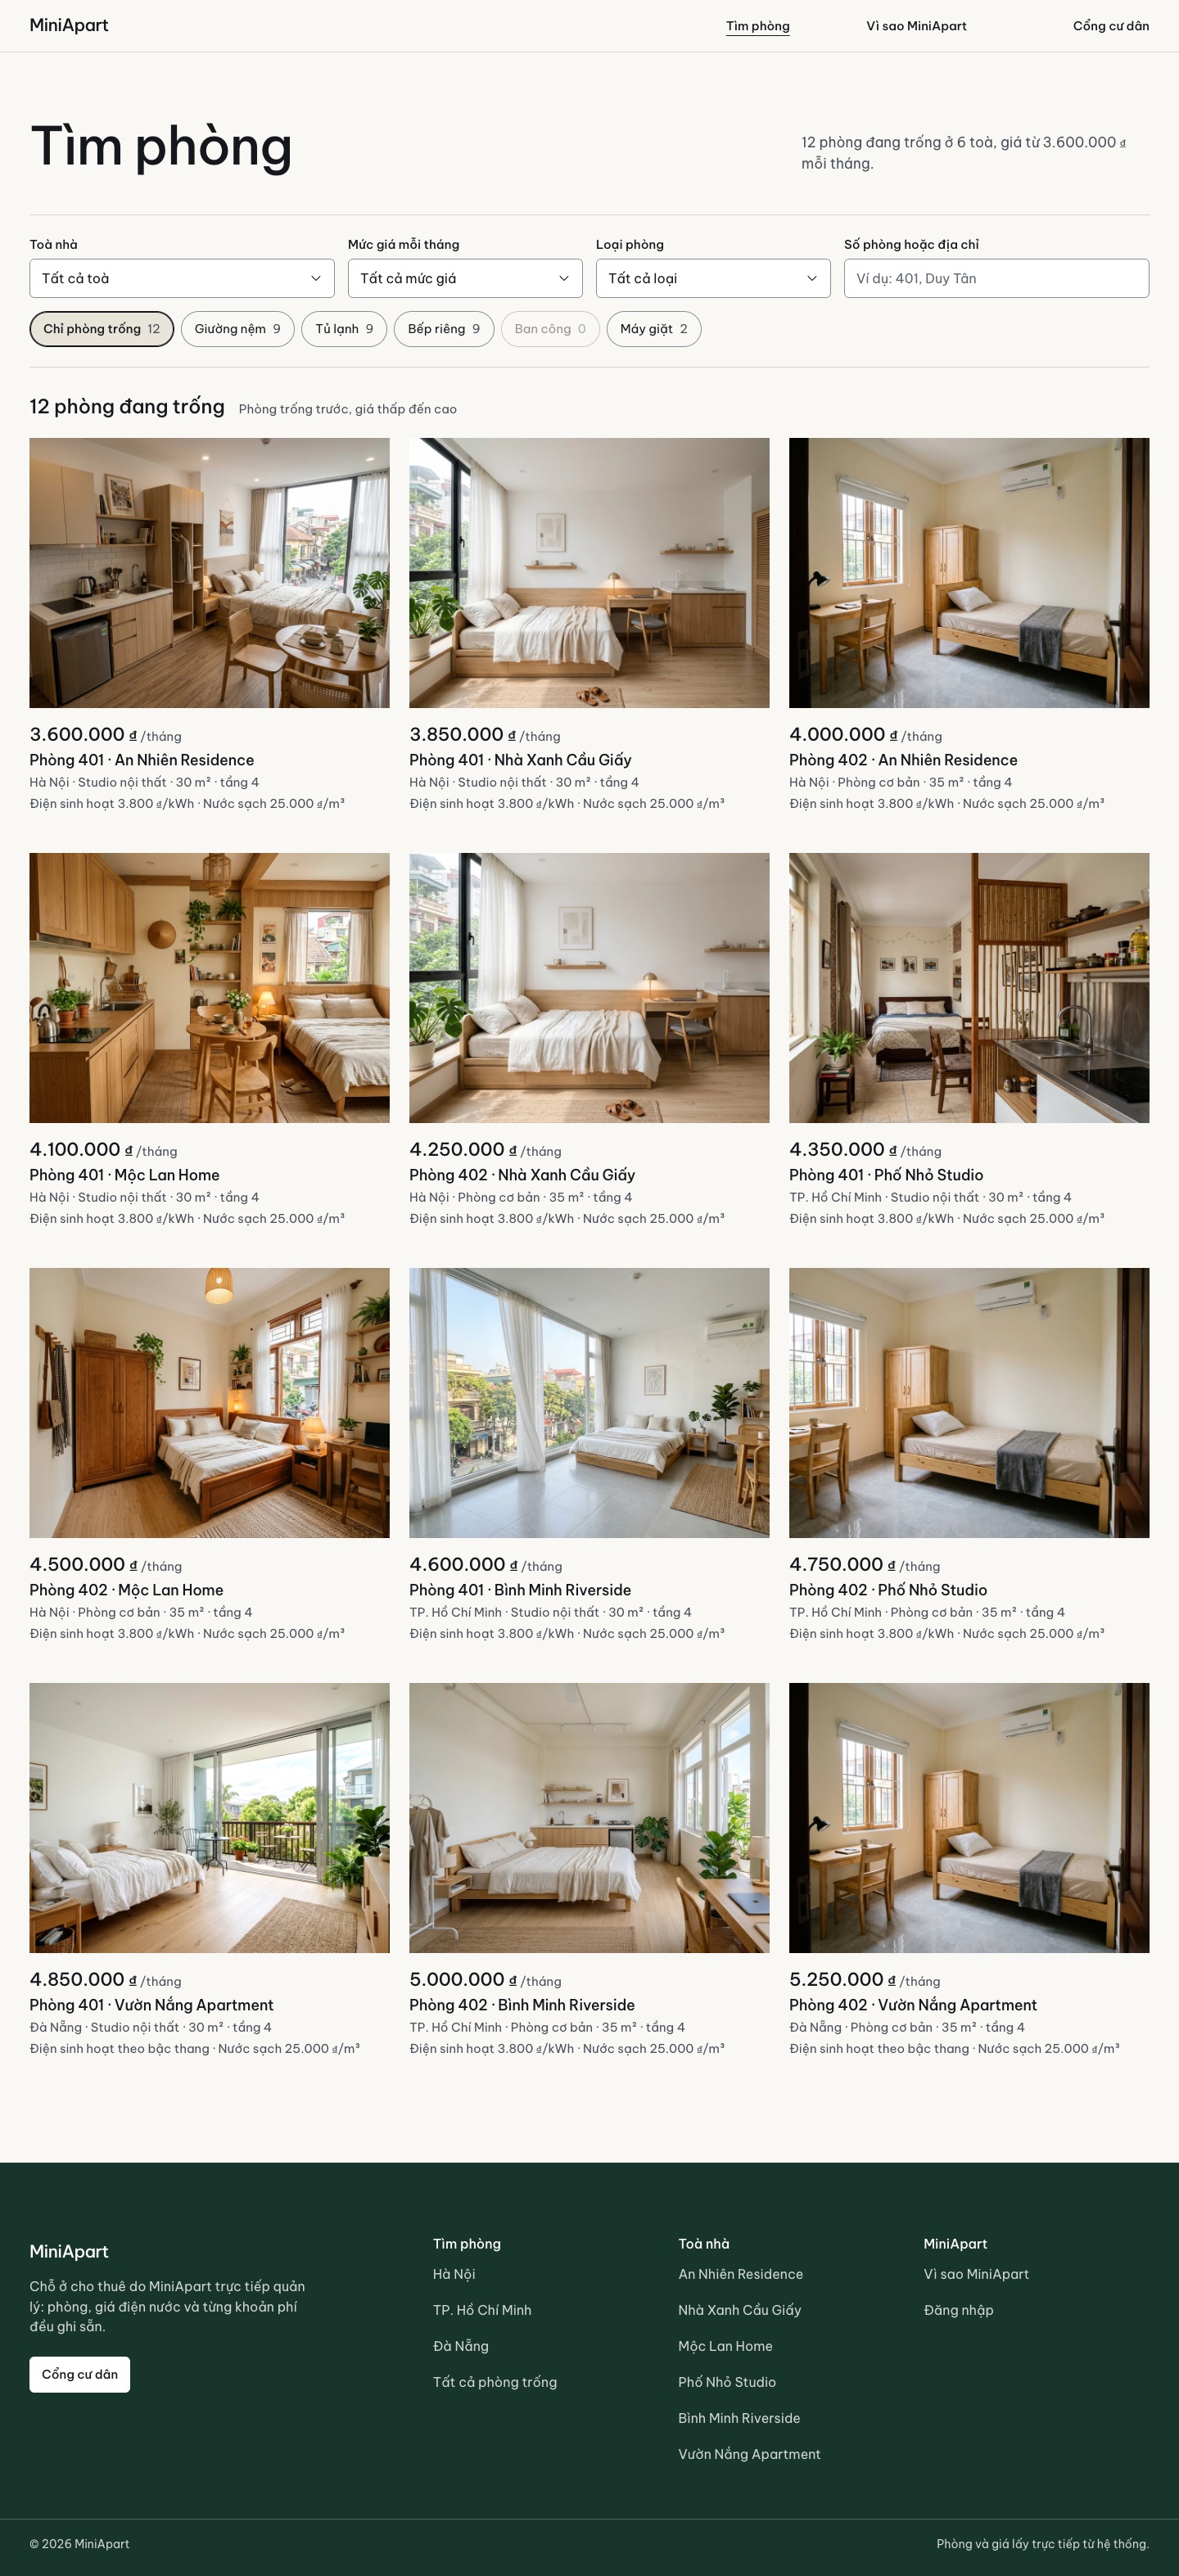 MiniApart
Tìm phòng
Vì sao MiniApart
Cổng cư dân
Tìm phòng
12 phòng đang trống ở 6 toà, giá từ 3.600.000 ₫
mỗi tháng.
Toà nhà
Mức giá mỗi tháng
Loại phòng
Số phòng hoặc địa chỉ
Tất cả toà
Tất cả mức giá
Tất cả loại
Ví dụ: 401, Duy Tân
Chỉ phòng trống 12
Giường nệm 9
Tủ lạnh 9
Bếp riêng 9
Ban công 0
Máy giặt 2
12 phòng đang trống
Phòng trống trước, giá thấp đến cao
3.600.000 ₫ /tháng
Phòng 401 · An Nhiên Residence
Hà Nội · Studio nội thất · 30 m² · tầng 4
Điện sinh hoạt 3.800 ₫/kWh · Nước sạch 25.000 ₫/m³
3.850.000 ₫ /tháng
Phòng 401 · Nhà Xanh Cầu Giấy
Hà Nội · Studio nội thất · 30 m² · tầng 4
Điện sinh hoạt 3.800 ₫/kWh · Nước sạch 25.000 ₫/m³
4.000.000 ₫ /tháng
Phòng 402 · An Nhiên Residence
Hà Nội · Phòng cơ bản · 35 m² · tầng 4
Điện sinh hoạt 3.800 ₫/kWh · Nước sạch 25.000 ₫/m³
4.100.000 ₫ /tháng
Phòng 401 · Mộc Lan Home
Hà Nội · Studio nội thất · 30 m² · tầng 4
Điện sinh hoạt 3.800 ₫/kWh · Nước sạch 25.000 ₫/m³
4.250.000 ₫ /tháng
Phòng 402 · Nhà Xanh Cầu Giấy
Hà Nội · Phòng cơ bản · 35 m² · tầng 4
Điện sinh hoạt 3.800 ₫/kWh · Nước sạch 25.000 ₫/m³
4.350.000 ₫ /tháng
Phòng 401 · Phố Nhỏ Studio
TP. Hồ Chí Minh · Studio nội thất · 30 m² · tầng 4
Điện sinh hoạt 3.800 ₫/kWh · Nước sạch 25.000 ₫/m³
4.500.000 ₫ /tháng
Phòng 402 · Mộc Lan Home
Hà Nội · Phòng cơ bản · 35 m² · tầng 4
Điện sinh hoạt 3.800 ₫/kWh · Nước sạch 25.000 ₫/m³
4.600.000 ₫ /tháng
Phòng 401 · Bình Minh Riverside
TP. Hồ Chí Minh · Studio nội thất · 30 m² · tầng 4
Điện sinh hoạt 3.800 ₫/kWh · Nước sạch 25.000 ₫/m³
4.750.000 ₫ /tháng
Phòng 402 · Phố Nhỏ Studio
TP. Hồ Chí Minh · Phòng cơ bản · 35 m² · tầng 4
Điện sinh hoạt 3.800 ₫/kWh · Nước sạch 25.000 ₫/m³
4.850.000 ₫ /tháng
Phòng 401 · Vườn Nắng Apartment
Đà Nẵng · Studio nội thất · 30 m² · tầng 4
Điện sinh hoạt theo bậc thang · Nước sạch 25.000 ₫/m³
5.000.000 ₫ /tháng
Phòng 402 · Bình Minh Riverside
TP. Hồ Chí Minh · Phòng cơ bản · 35 m² · tầng 4
Điện sinh hoạt 3.800 ₫/kWh · Nước sạch 25.000 ₫/m³
5.250.000 ₫ /tháng
Phòng 402 · Vườn Nắng Apartment
Đà Nẵng · Phòng cơ bản · 35 m² · tầng 4
Điện sinh hoạt theo bậc thang · Nước sạch 25.000 ₫/m³
MiniApart
Chỗ ở cho thuê do MiniApart trực tiếp quản
lý: phòng, giá điện nước và từng khoản phí
đều ghi sẵn.
Cổng cư dân
Tìm phòng
Hà Nội
TP. Hồ Chí Minh
Đà Nẵng
Tất cả phòng trống
Toà nhà
An Nhiên Residence
Nhà Xanh Cầu Giấy
Mộc Lan Home
Phố Nhỏ Studio
Bình Minh Riverside
Vườn Nắng Apartment
MiniApart
Vì sao MiniApart
Đăng nhập
© 2026 MiniApart
Phòng và giá lấy trực tiếp từ hệ thống.